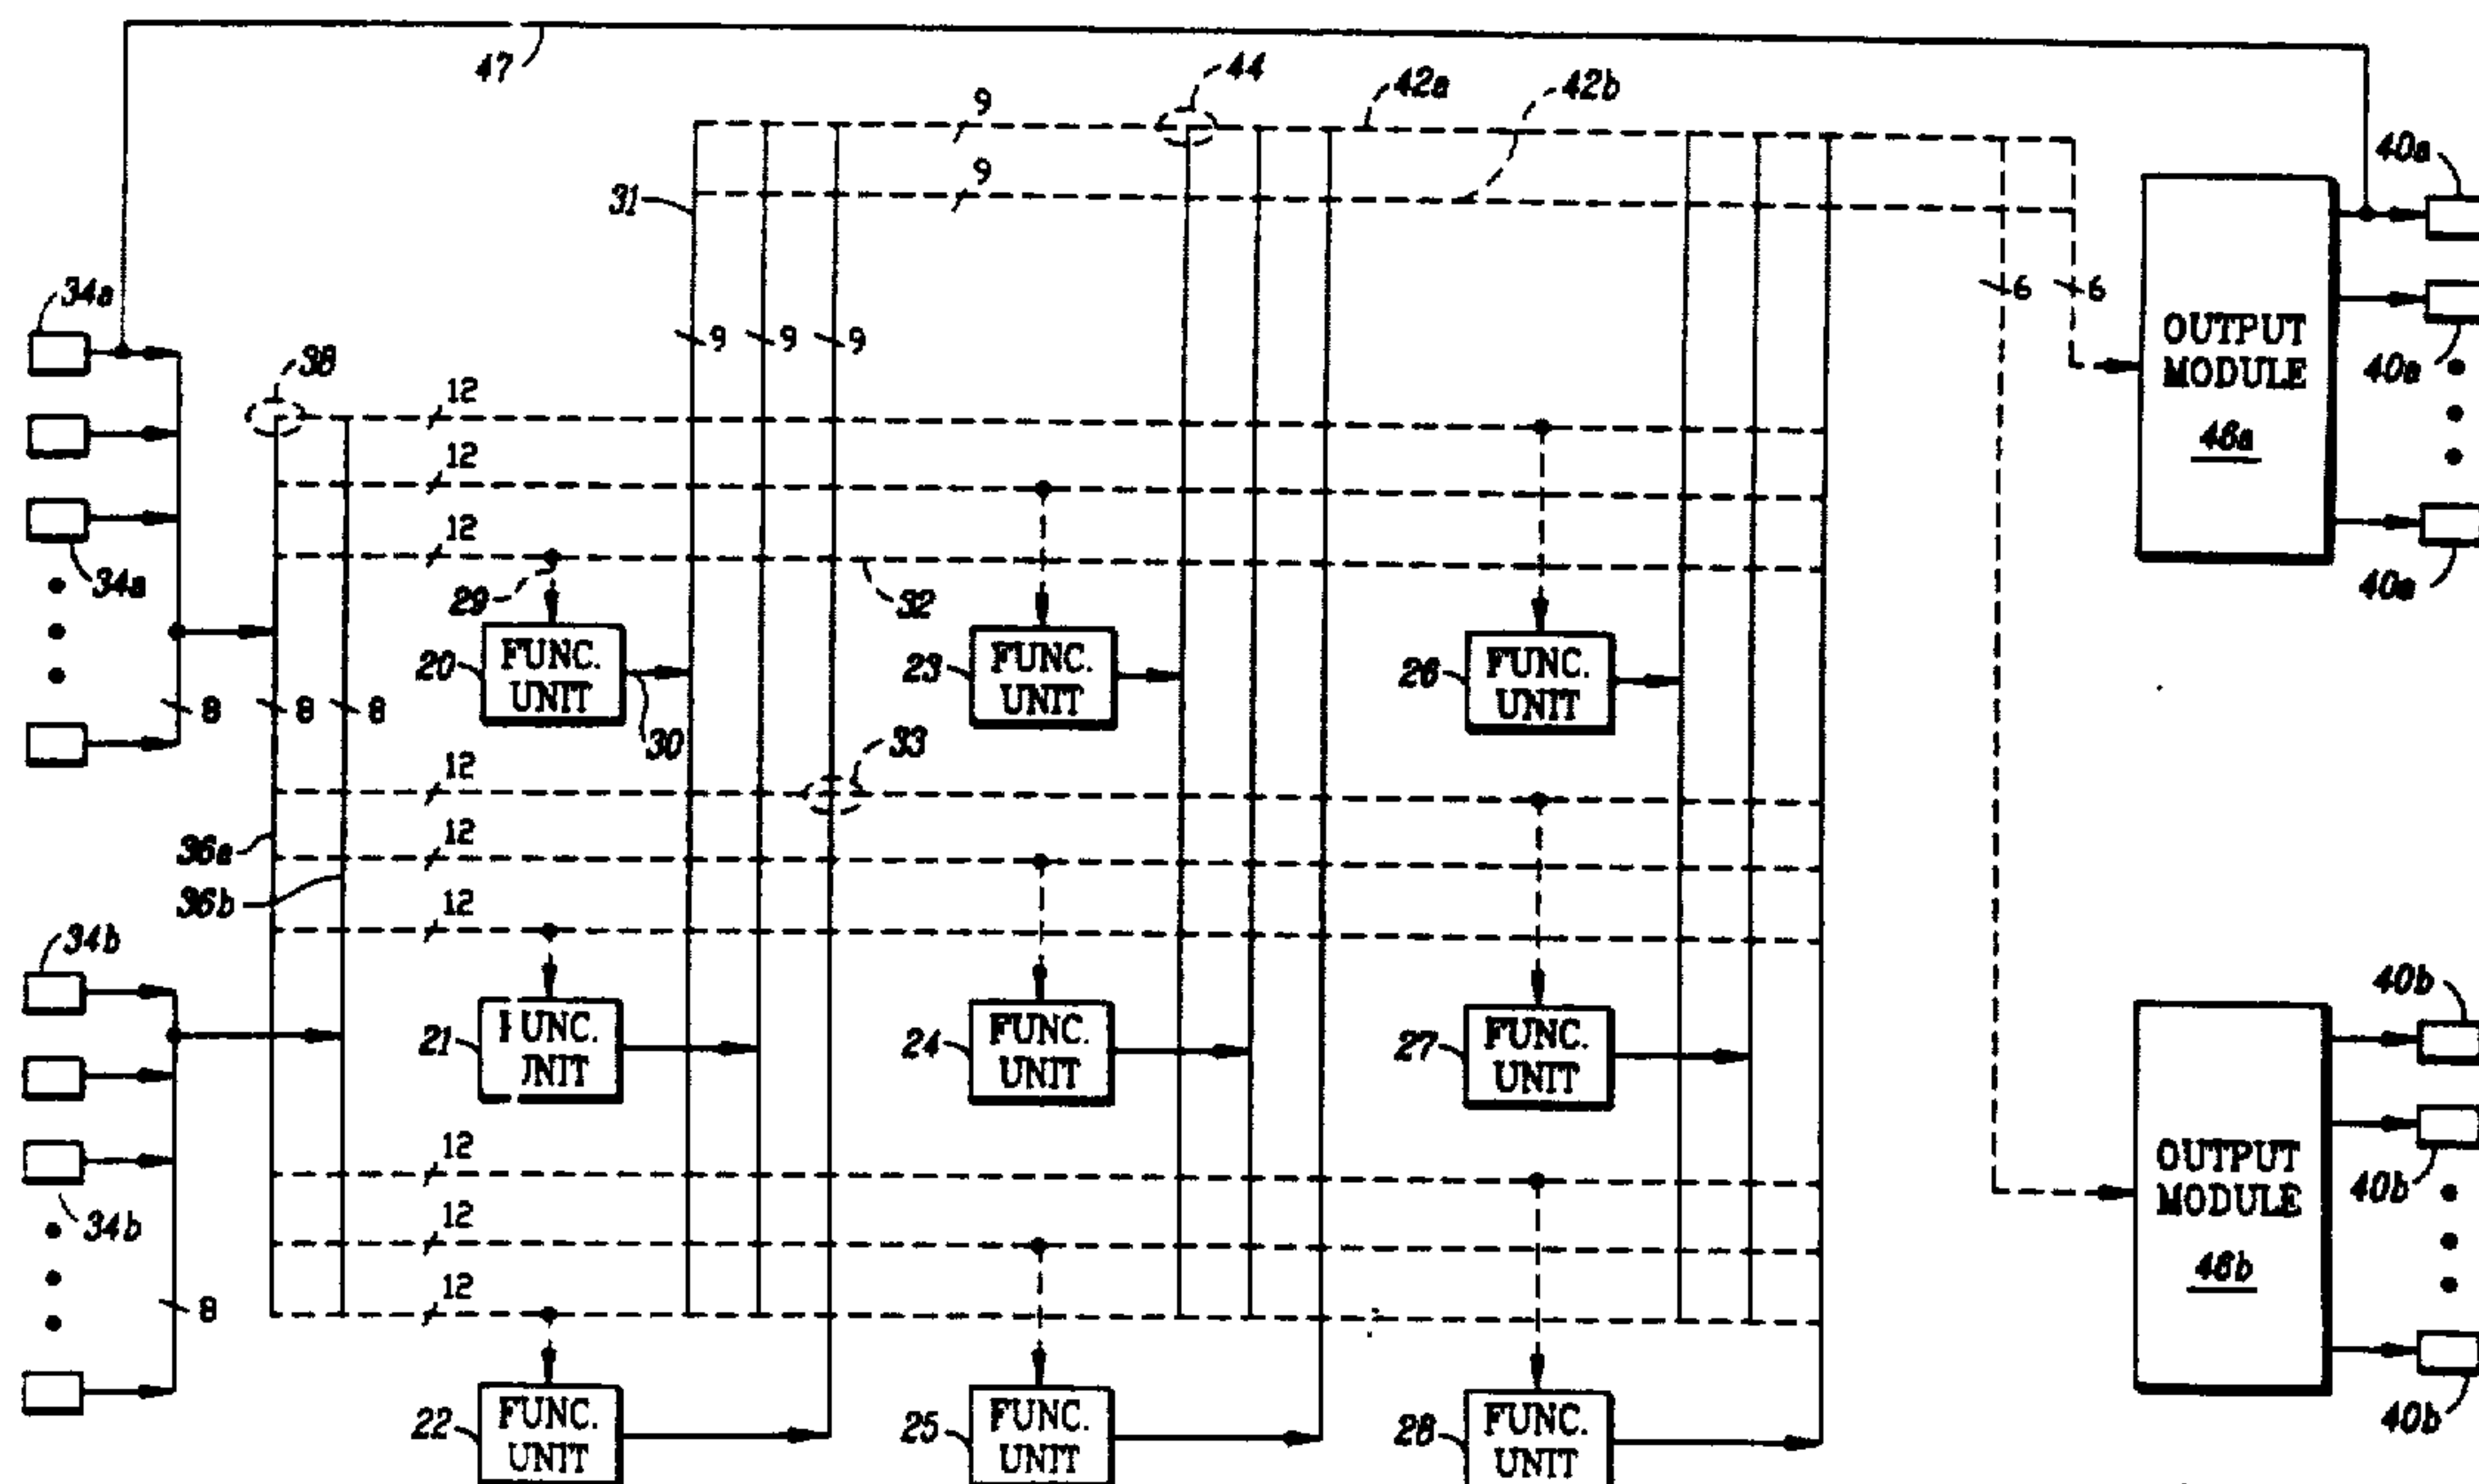 47
44
42a
42b
9
9
31
40a
34a
9
9
9
6
6
OUTPUT
MODULE
46a
40a
38
12
12
12
34a
29
32
40a
20
FUNC.
UNIT
30
23
FUNC.
UNIT
26
FUNC.
UNIT
8
8
8
12
33
12
36a
36b
12
34b
40b
21
UNC.
NIT
24
FUNC.
UNIT
27
FUNC.
UNIT
12
34b
12
OUTPUT
MODULE
46b
40b
8
12
22
FUNC.
UNIT
25
FUNC.
UNIT
28
FUNC.
UNIT
40b